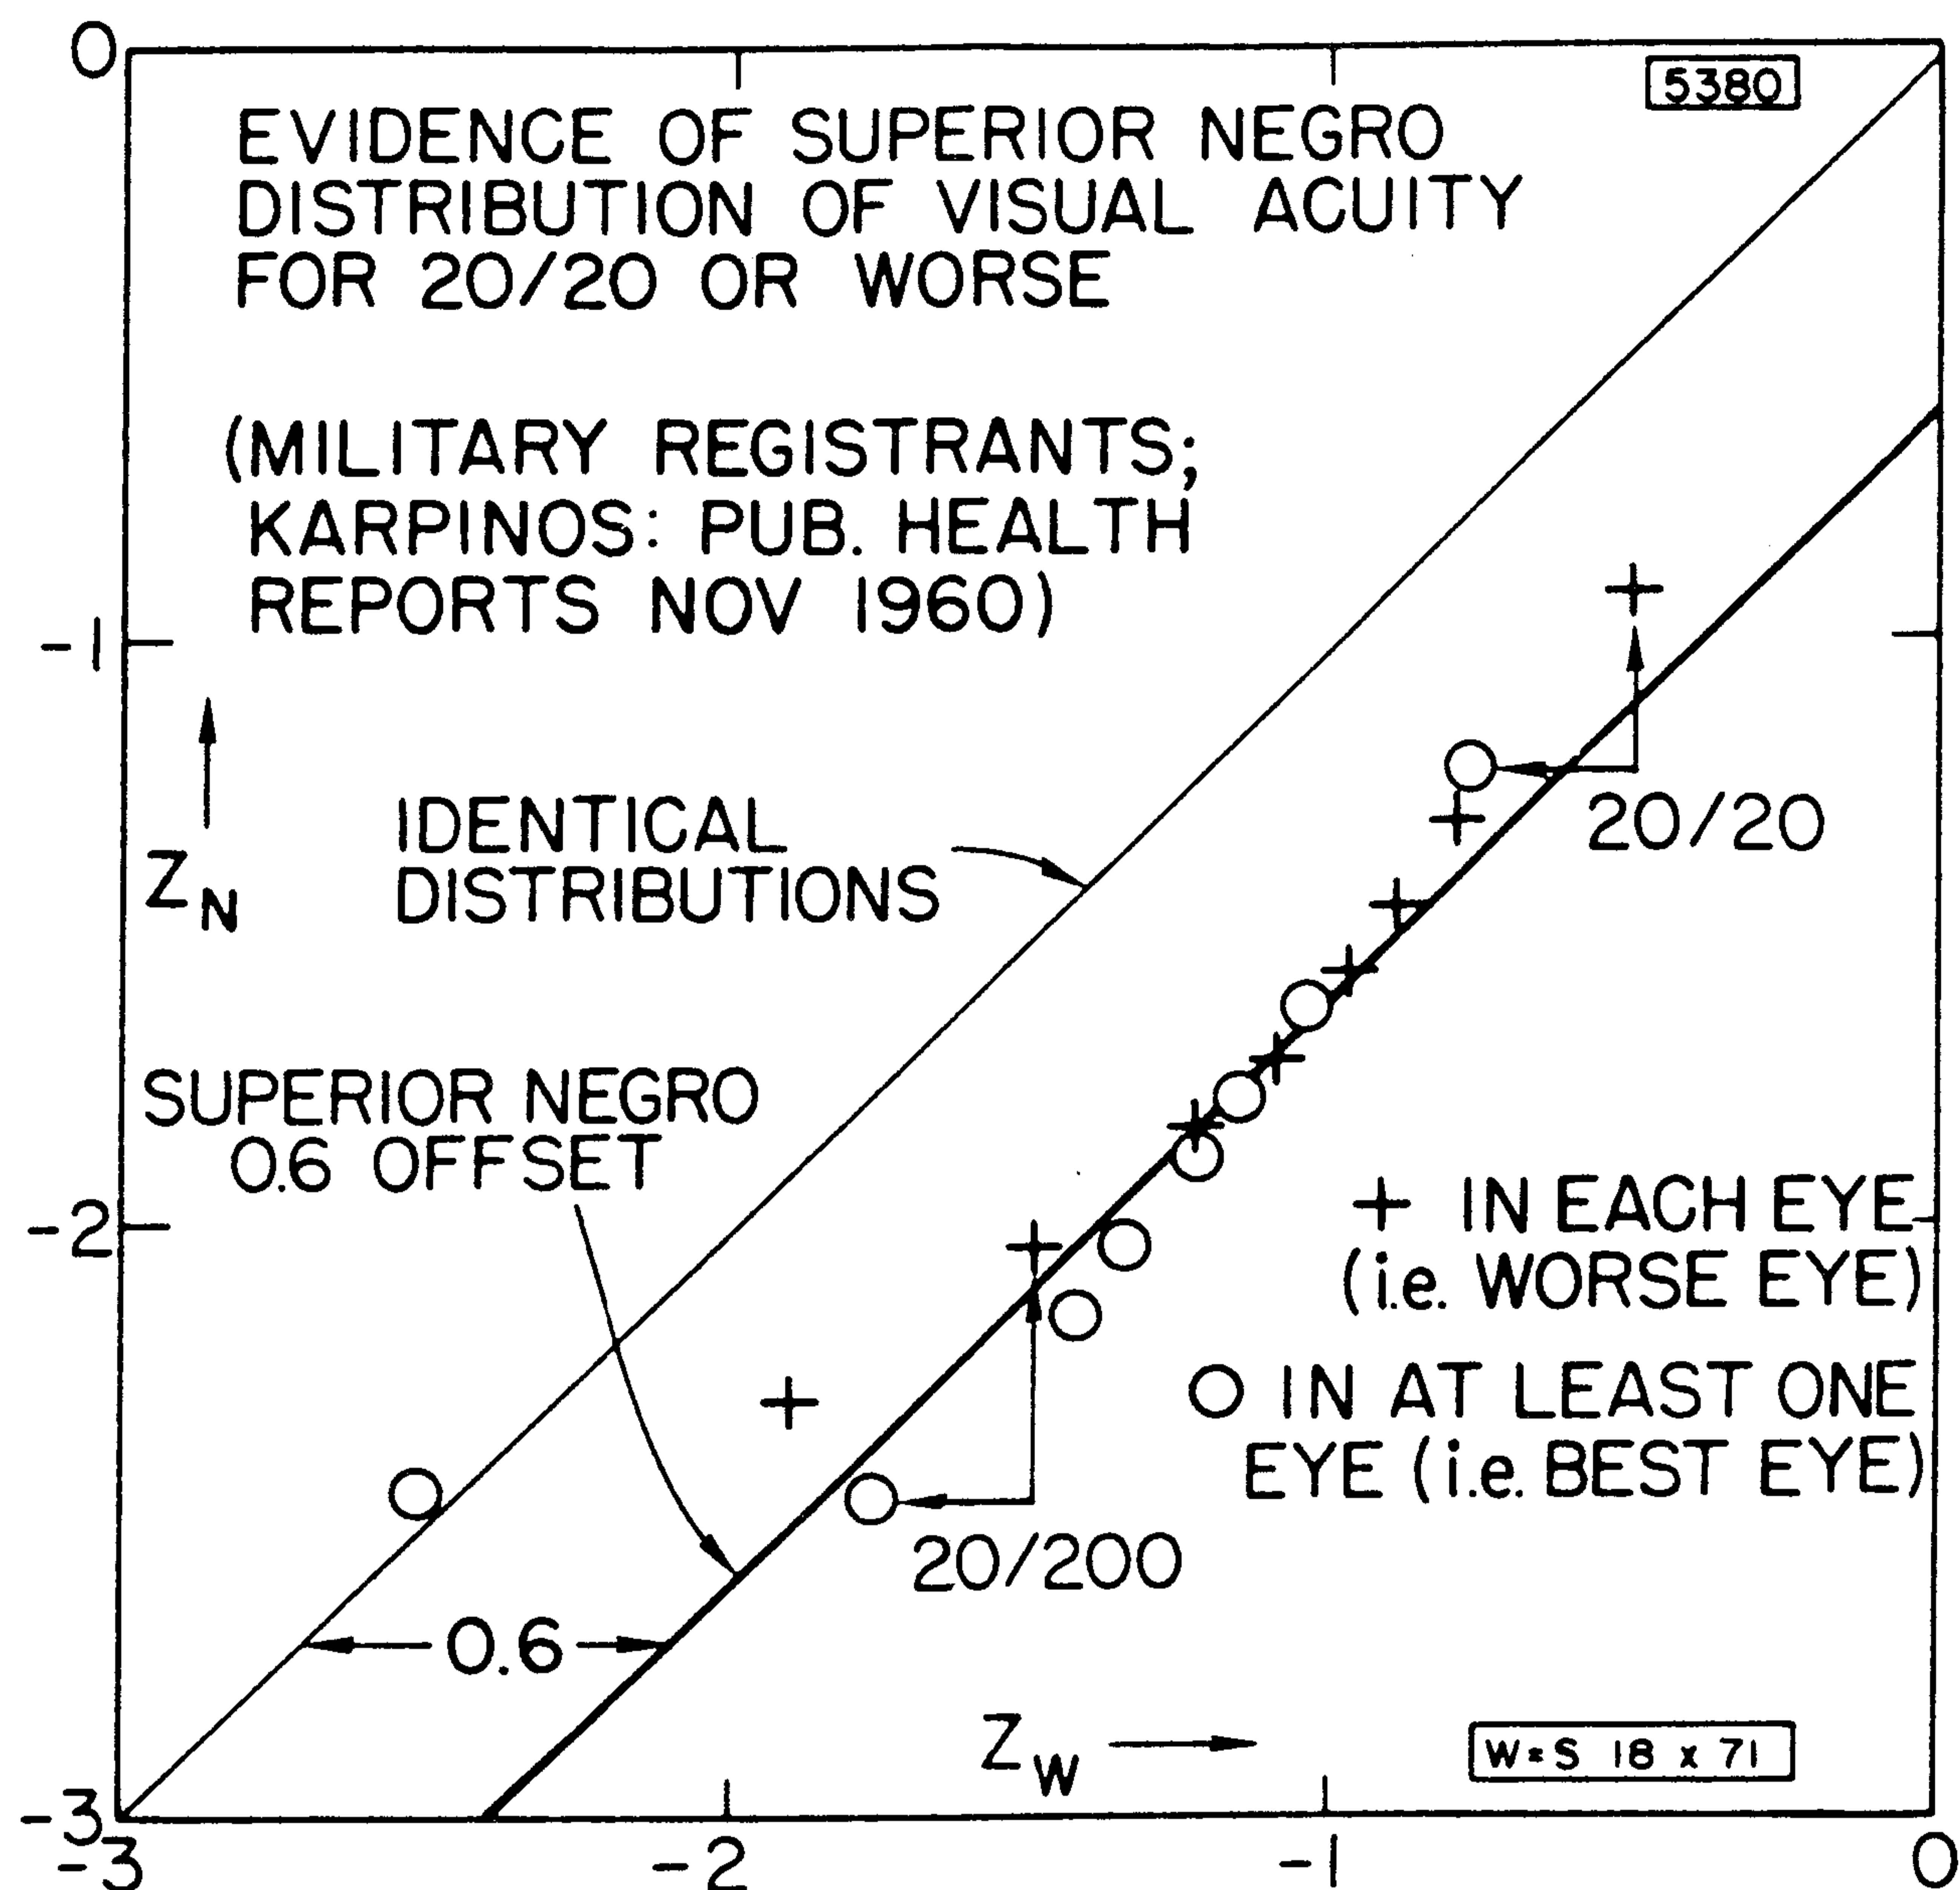 0
5380
EVIDENCE OF SUPERIOR NEGRO
DISTRIBUTION OF VISUAL ACUITY
FOR 20/20 OR WORSE
(MILITARY REGISTRANTS;
KARPINOS: PUB. HEALTH
REPORTS NOV 1960)
-1
ZN
IDENTICAL
DISTRIBUTIONS
20/20
SUPERIOR NEGRO
0.6 OFFSET
-2
+ IN EACH EYE
(i.e. WORSE EYE)
O IN AT LEAST ONE
EYE (i.e. BEST EYE)
20/200
0.6
ZW
W=S 18 x 71
-3
-3
-2
-1
0